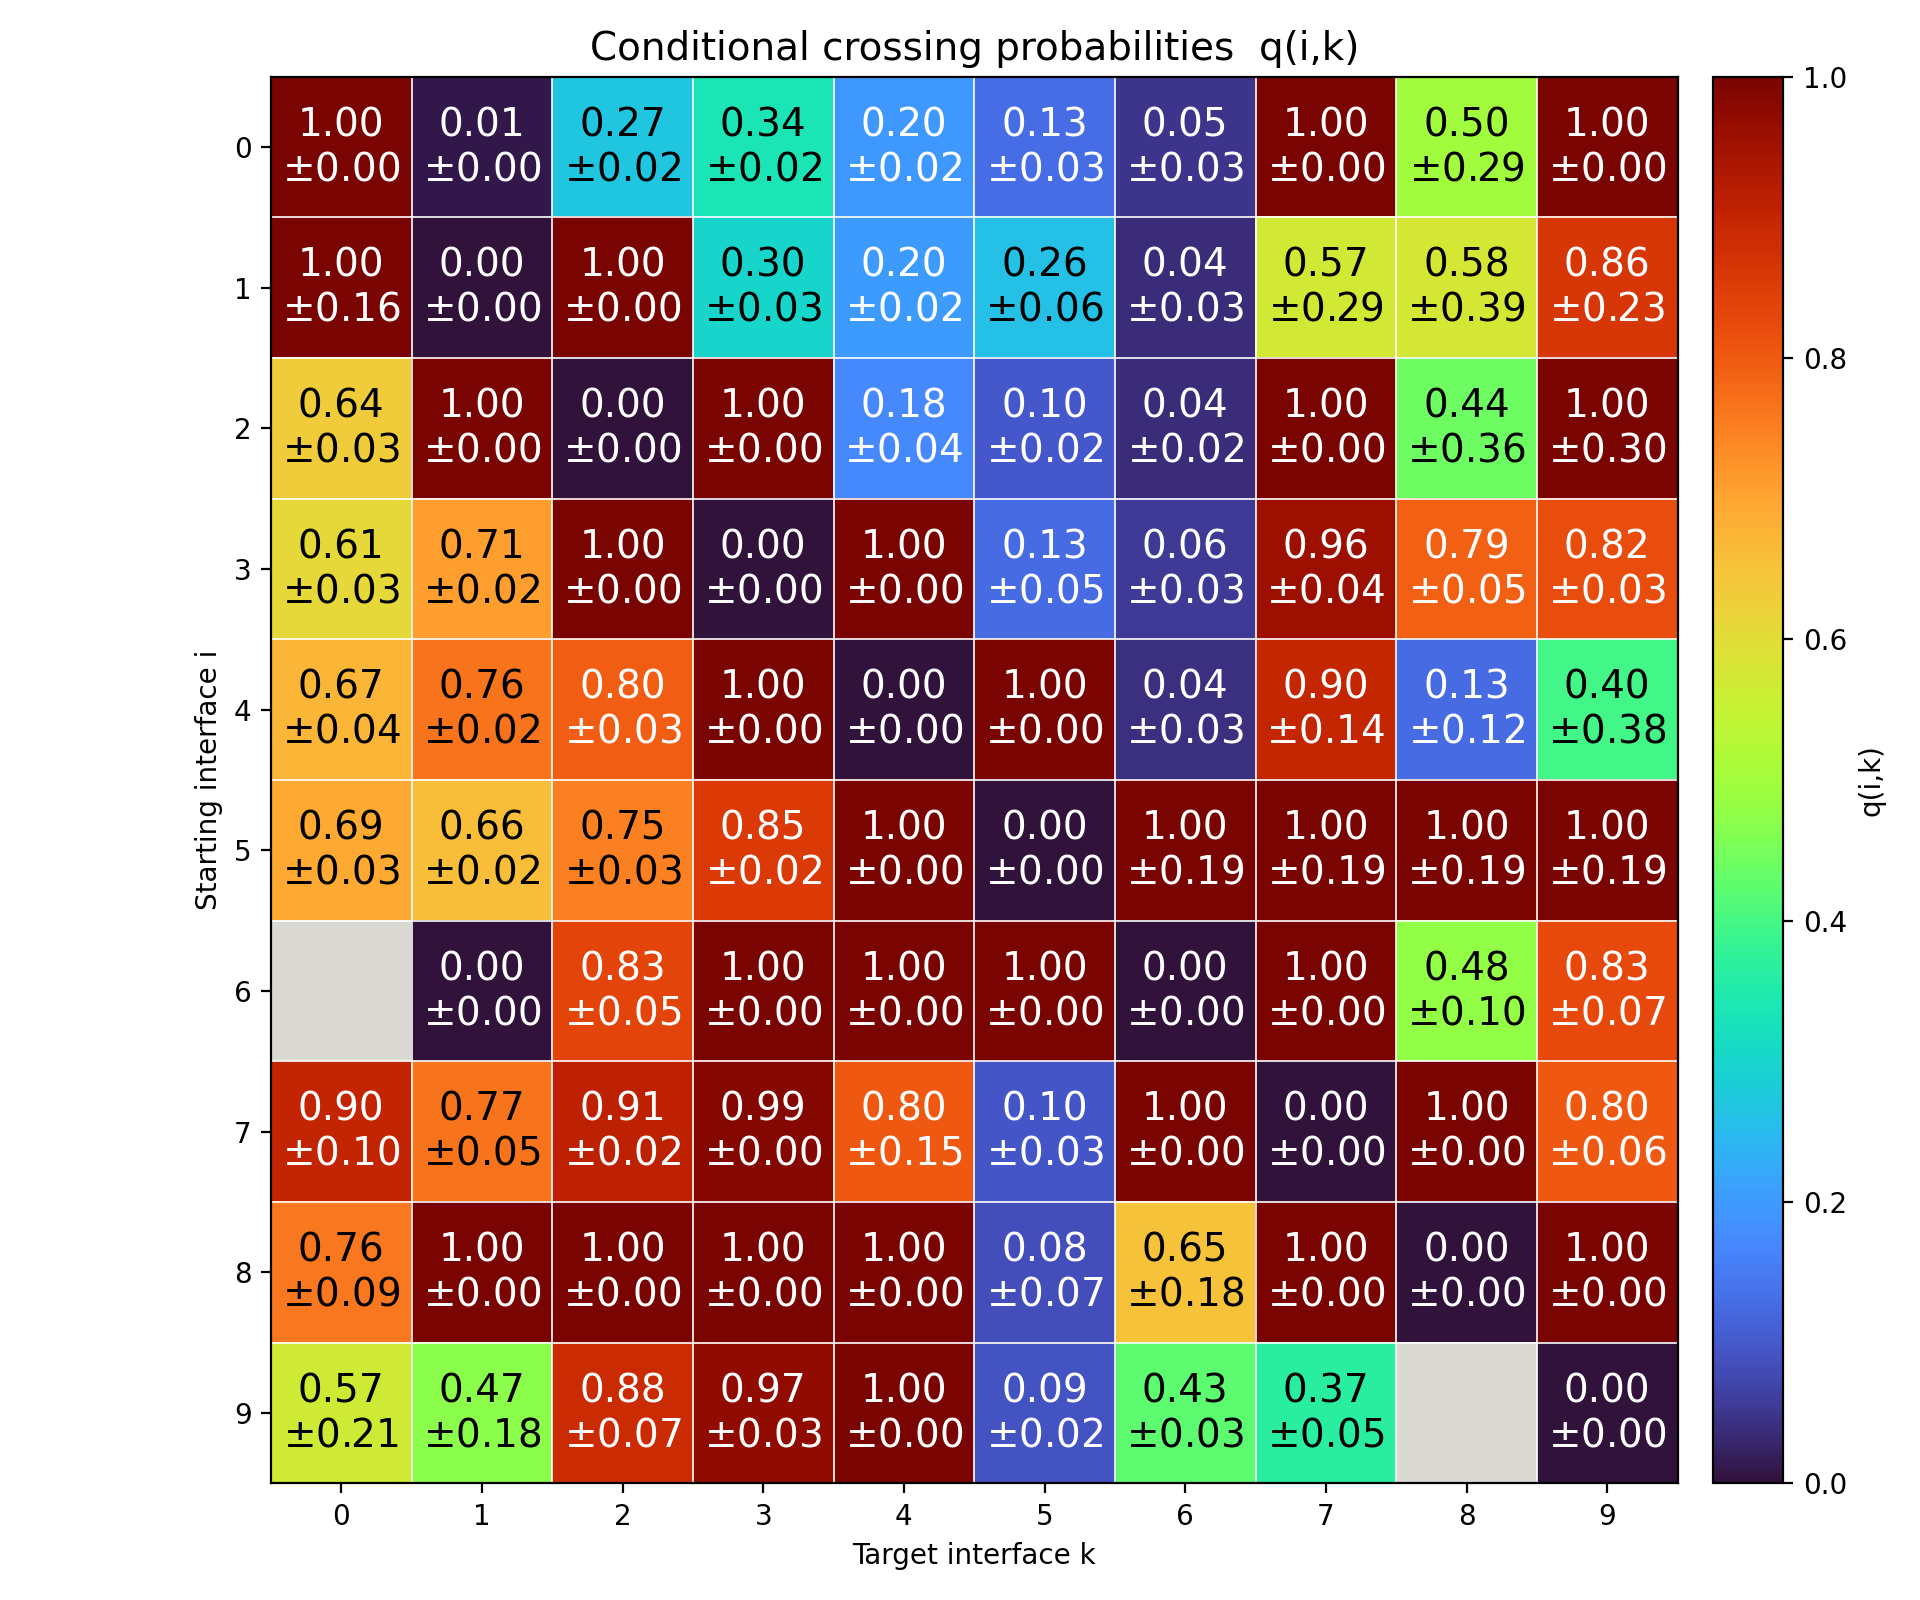 Conditional crossing probabilities  q(i,k)
1.00 0.01 0.27 0.34 0.20 0.13 0.05 1.00 0.50 1.00
0 ±0.00 ±0.00 ±0.02 ±0.02 ±0.02 ±0.03 ±0.03 ±0.00 ±0.29 ±0.00
1.00 0.00 1.00 0.30 0.20 0.26 0.04 0.57 0.58 0.86
1 ±0.16 ±0.00 ±0.00 ±0.03 ±0.02 ±0.06 ±0.03 ±0.29 ±0.39 ±0.23
0.64 1.00 0.00 1.00 0.18 0.10 0.04 1.00 0.44 1.00
2 ±0.03 ±0.00 ±0.00 ±0.00 ±0.04 ±0.02 ±0.02 ±0.00 ±0.36 ±0.30
0.61 0.71 1.00 0.00 1.00 0.13 0.06 0.96 0.79 0.82
3 ±0.03 ±0.02 ±0.00 ±0.00 ±0.00 ±0.05 ±0.03 ±0.04 ±0.05 ±0.03
0.67 0.76 0.80 1.00 0.00 1.00 0.04 0.90 0.13 0.40
4 ±0.04 ±0.02 ±0.03 ±0.00 ±0.00 ±0.00 ±0.03 ±0.14 ±0.12 ±0.38
0.69 0.66 0.75 0.85 1.00 0.00 1.00 1.00 1.00 1.00
5 ±0.03 ±0.02 ±0.03 ±0.02 ±0.00 ±0.00 ±0.19 ±0.19 ±0.19 ±0.19
0.00 0.83 1.00 1.00 1.00 0.00 1.00 0.48 0.83
6 ±0.00 ±0.05 ±0.00 ±0.00 ±0.00 ±0.00 ±0.00 ±0.10 ±0.07
0.90 0.77 0.91 0.99 0.80 0.10 1.00 0.00 1.00 0.80
7 ±0.10 ±0.05 ±0.02 ±0.00 ±0.15 ±0.03 ±0.00 ±0.00 ±0.00 ±0.06
0.76 1.00 1.00 1.00 1.00 0.08 0.65 1.00 0.00 1.00
8 ±0.09 ±0.00 ±0.00 ±0.00 ±0.00 ±0.07 ±0.18 ±0.00 ±0.00 ±0.00
0.57 0.47 0.88 0.97 1.00 0.09 0.43 0.37 0.00
9 ±0.21 ±0.18 ±0.07 ±0.03 ±0.00 ±0.02 ±0.03 ±0.05 ±0.00
0 1 2 3 4 5 6 7 8 9
Target interface k
Starting interface i
1.0
0.8
0.6
0.4
0.2
0.0
q(i,k)